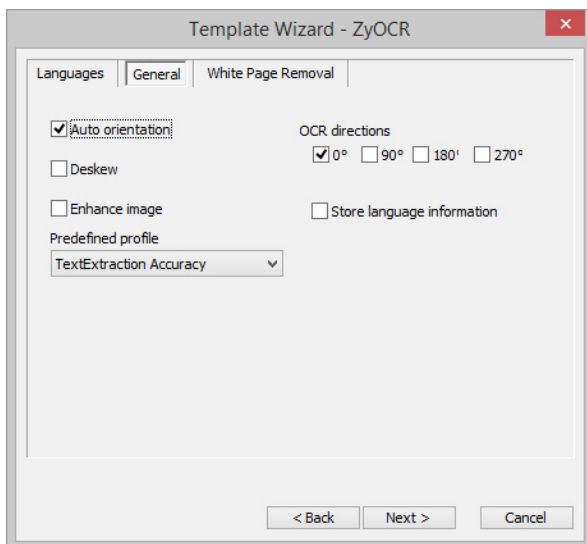 Template Wizard - ZyOCR
Languages General White Page Removal
Auto orientation
OCR directions
0° 90° 180° 270°
Deskew
Enhance image
Store language information
Predefined profile
TextExtraction Accuracy
< Back Next > Cancel